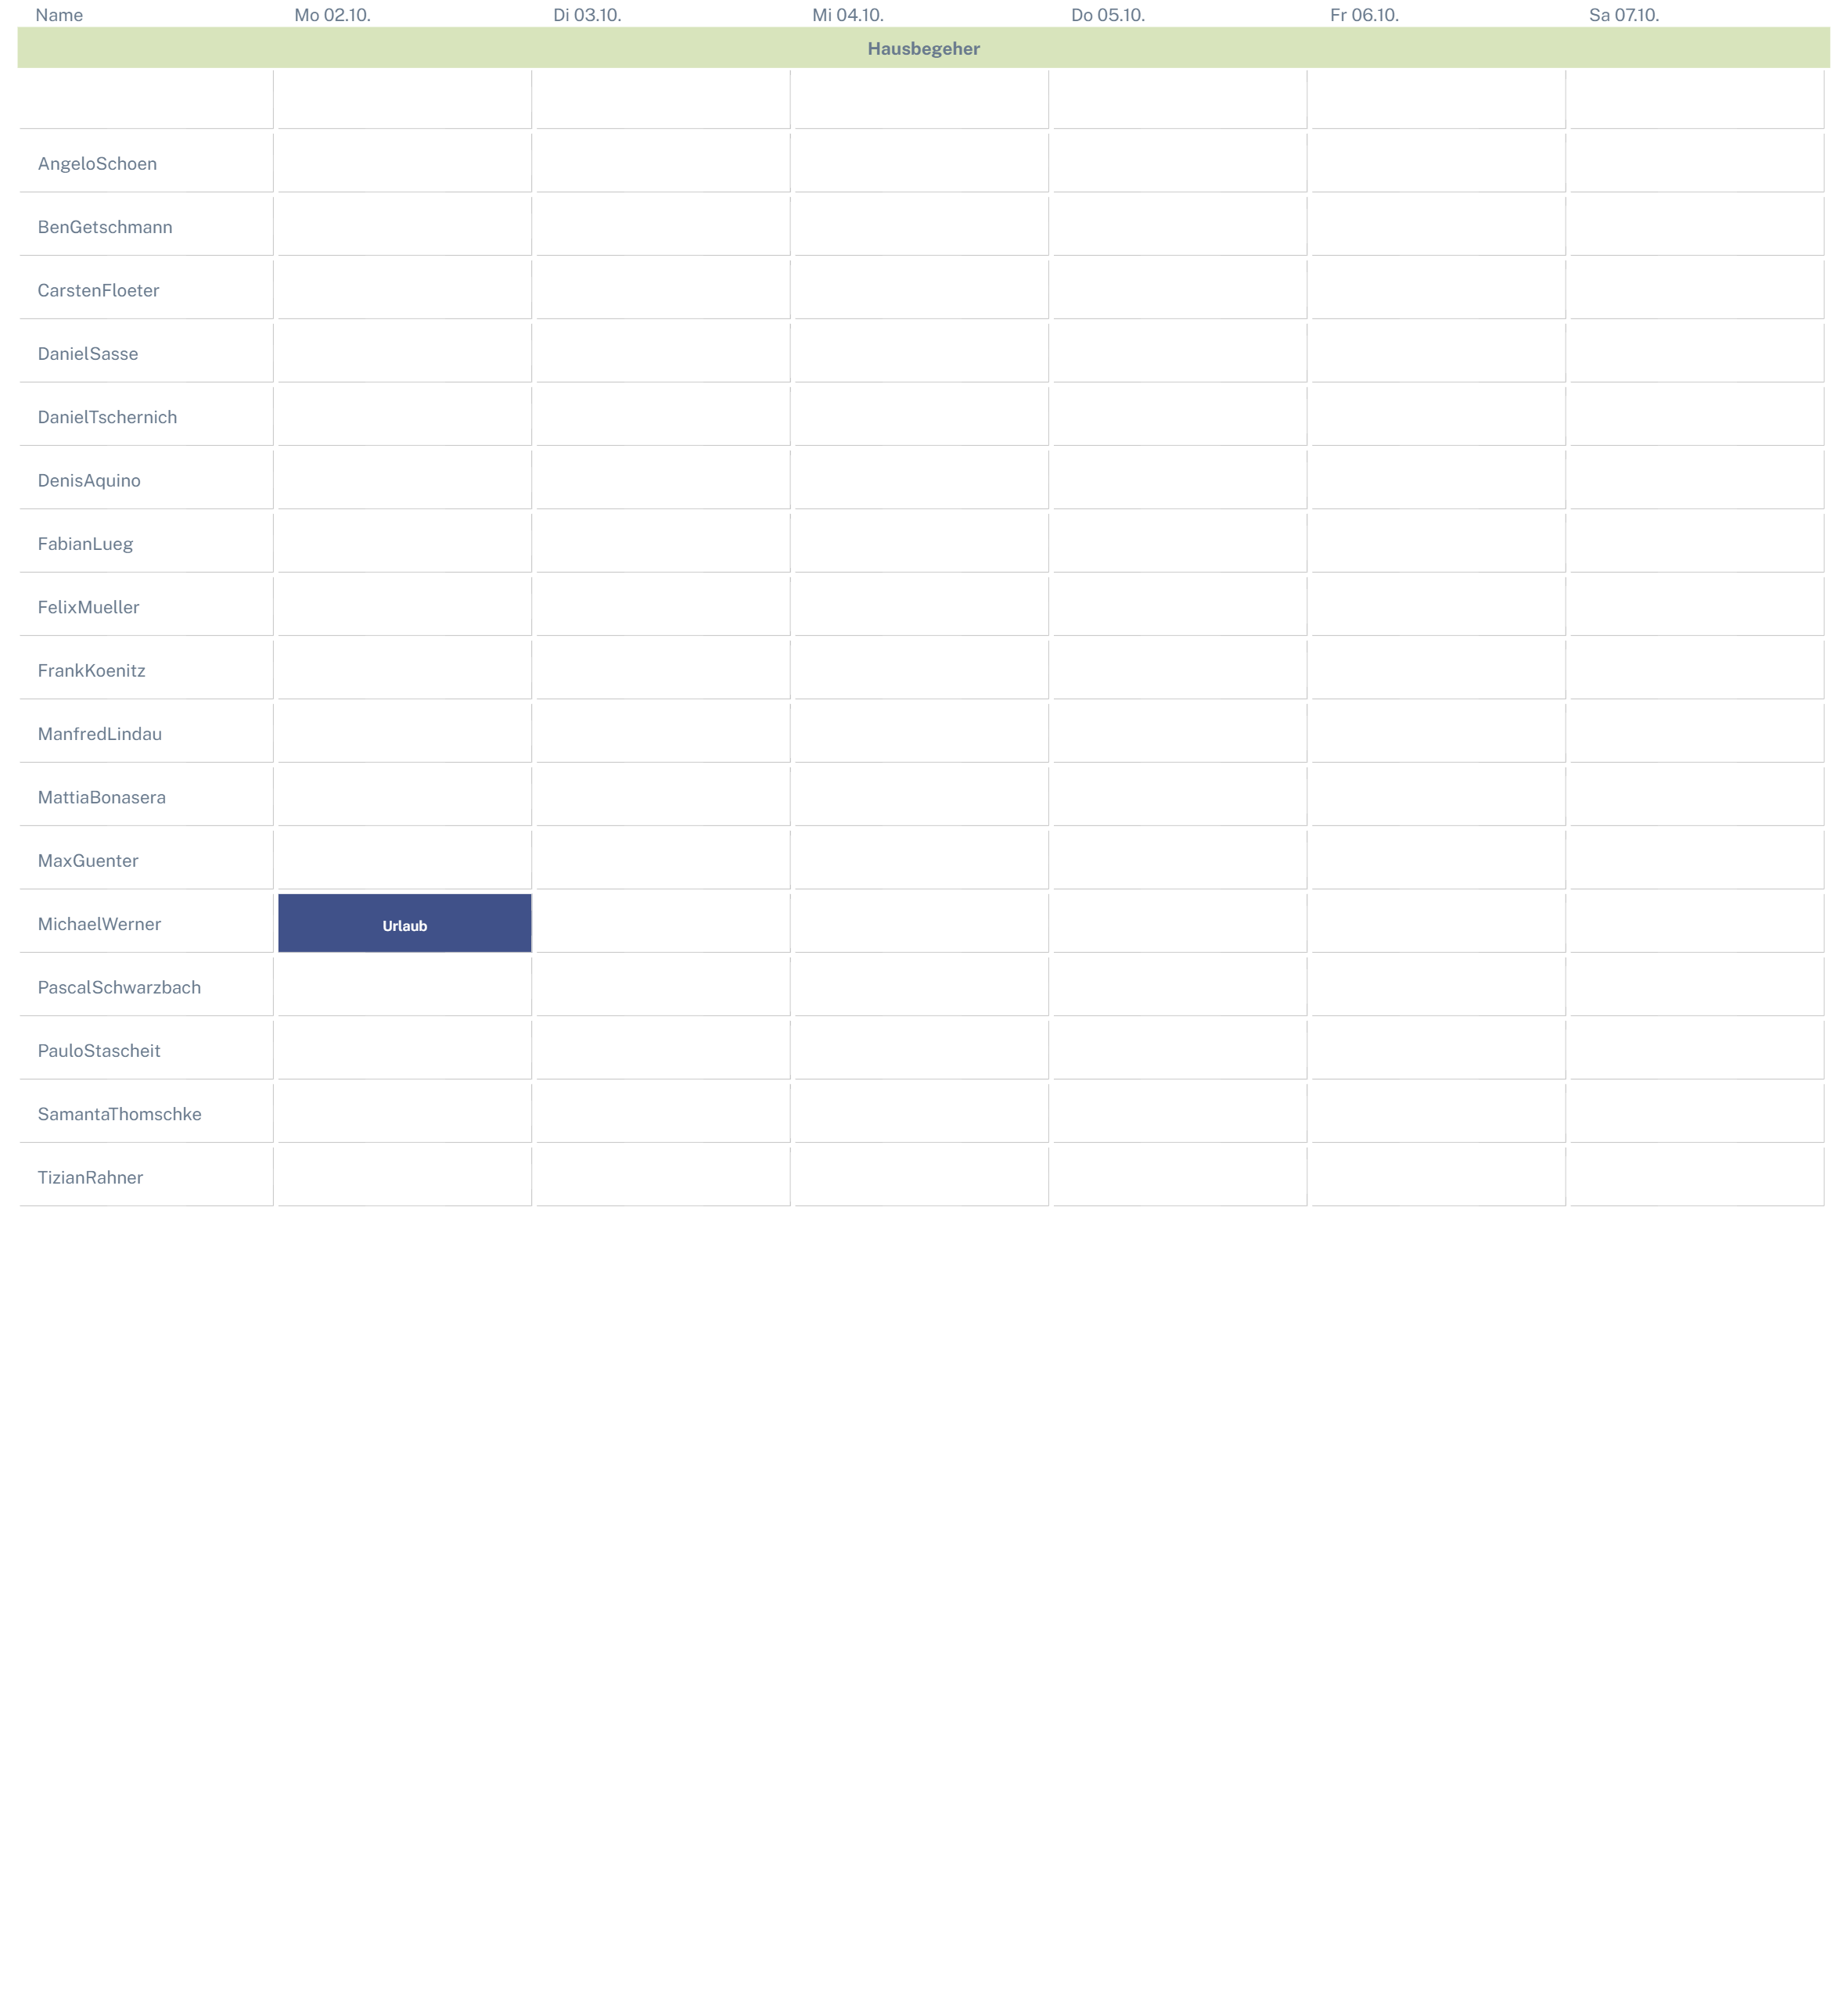 Name Mo 02.10. Di 03.10. Mi 04.10. Do 05.10. Fr 06.10. Sa 07.10.
Hausbegeher
AngeloSchoen
BenGetschmann
CarstenFloeter
DanielSasse
DanielTschernich
DenisAquino
FabianLueg
FelixMueller
FrankKoenitz
ManfredLindau
MattiaBonasera
MaxGuenter
MichaelWerner Urlaub
PascalSchwarzbach
PauloStascheit
SamantaThomschke
TizianRahner